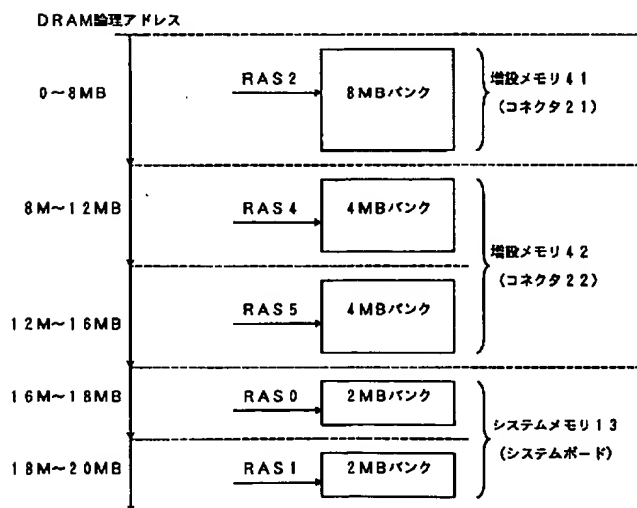 DRAM論理アドレス
0〜8MB
RAS2
8MBバンク
増設メモリ41
(コネクタ21)
8M〜12MB
RAS4
4MBバンク
増設メモリ42
(コネクタ22)
12M〜16MB
RAS5
4MBバンク
16M〜18MB
RAS0
2MBバンク
システムメモリ13
(システムボード)
18M〜20MB
RAS1
2MBバンク